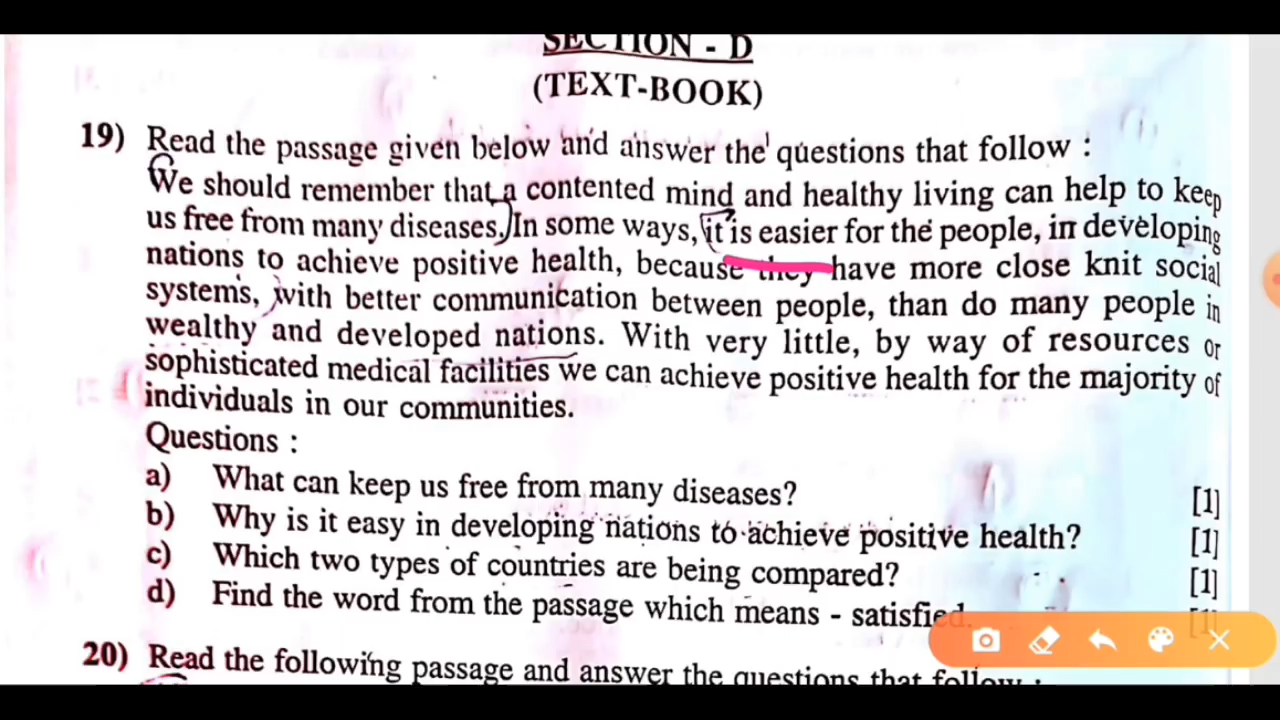 SECTION - D
(TEXT-BOOK)
19) Read the passage given below and answer the questions that follow :
We should remember that a contented mind and healthy living can help to keep
us free from many diseases. In some ways, it is easier for the people, in developing
nations to achieve positive health, because they have more close knit social
systems, with better communication between people, than do many people in
wealthy and developed nations. With very little, by way of resources or
sophisticated medical facilities we can achieve positive health for the majority of
individuals in our communities.
Questions :
a) What can keep us free from many diseases? [1]
b) Why is it easy in developing nations to achieve positive health? [1]
c) Which two types of countries are being compared? [1]
d) Find the word from the passage which means - satisfied. [1]
20) Read the following passage and answer the questions that follow :